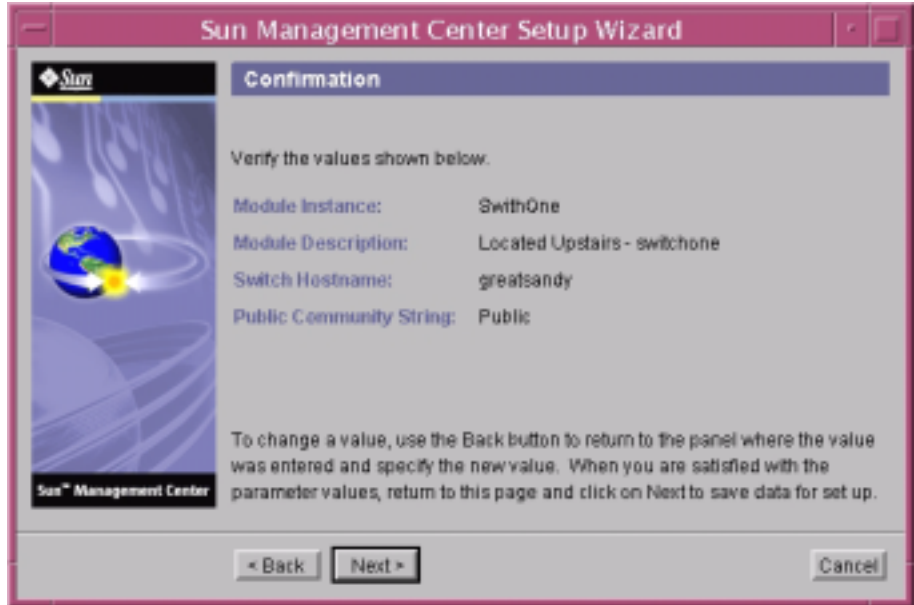 Sun Management Center Setup Wizard
Sun
Confirmation
Verify the values shown below.
Module Instance: SwithOne
Module Description: Located Upstairs - switchone
Switch Hostname: greatsandy
Public Community String: Public
To change a value, use the Back button to return to the panel where the value
was entered and specify the new value. When you are satisfied with the
parameter values, return to this page and click on Next to save data for set up.
Sun™ Management Center
< Back Next > Cancel